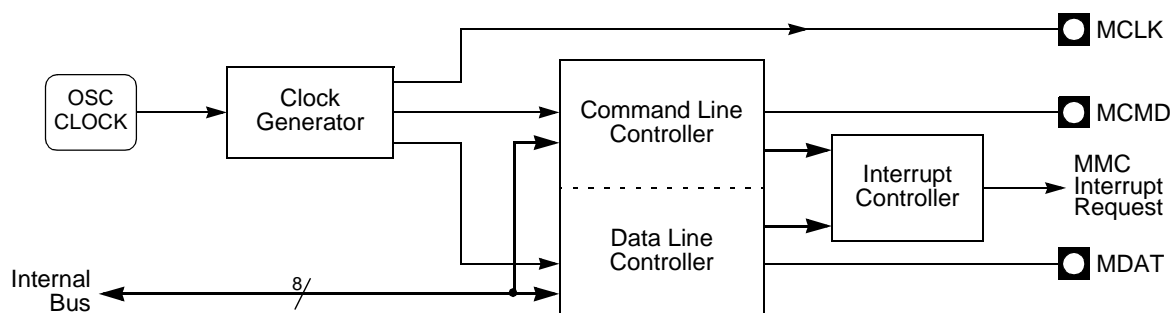 MCLK
OSC
CLOCK
Clock
Generator
Command Line
Controller
MCMD
Interrupt
Controller
MMC
Interrupt
Request
Data Line
Controller
MDAT
Internal
Bus
8